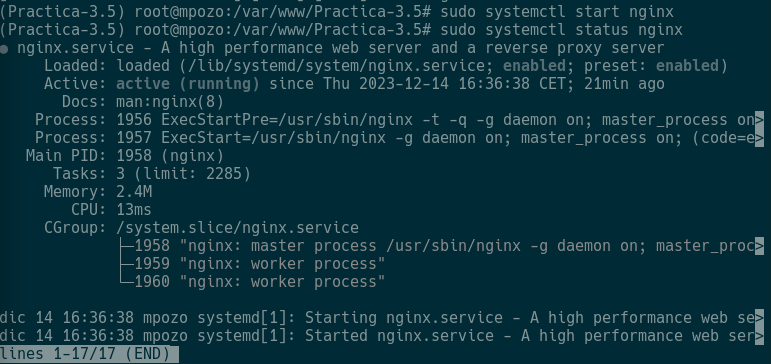 (Practica-3.5) root@mpozo:/var/www/Practica-3.5# sudo systemctl start nginx
(Practica-3.5) root@mpozo:/var/www/Practica-3.5# sudo systemctl status nginx
● nginx.service - A high performance web server and a reverse proxy server
Loaded: loaded (/lib/systemd/system/nginx.service; enabled; preset: enabled)
Active: active (running) since Thu 2023-12-14 16:36:38 CET; 21min ago
Docs: man:nginx(8)
Process: 1956 ExecStartPre=/usr/sbin/nginx -t -q -g daemon on; master_process on>
Process: 1957 ExecStart=/usr/sbin/nginx -g daemon on; master_process on; (code=e>
Main PID: 1958 (nginx)
Tasks: 3 (limit: 2285)
Memory: 2.4M
CPU: 13ms
CGroup: /system.slice/nginx.service
├─1958 "nginx: master process /usr/sbin/nginx -g daemon on; master_proc>
├─1959 "nginx: worker process"
└─1960 "nginx: worker process"
dic 14 16:36:38 mpozo systemd[1]: Starting nginx.service - A high performance web se>
dic 14 16:36:38 mpozo systemd[1]: Started nginx.service - A high performance web ser>
lines 1-17/17 (END)